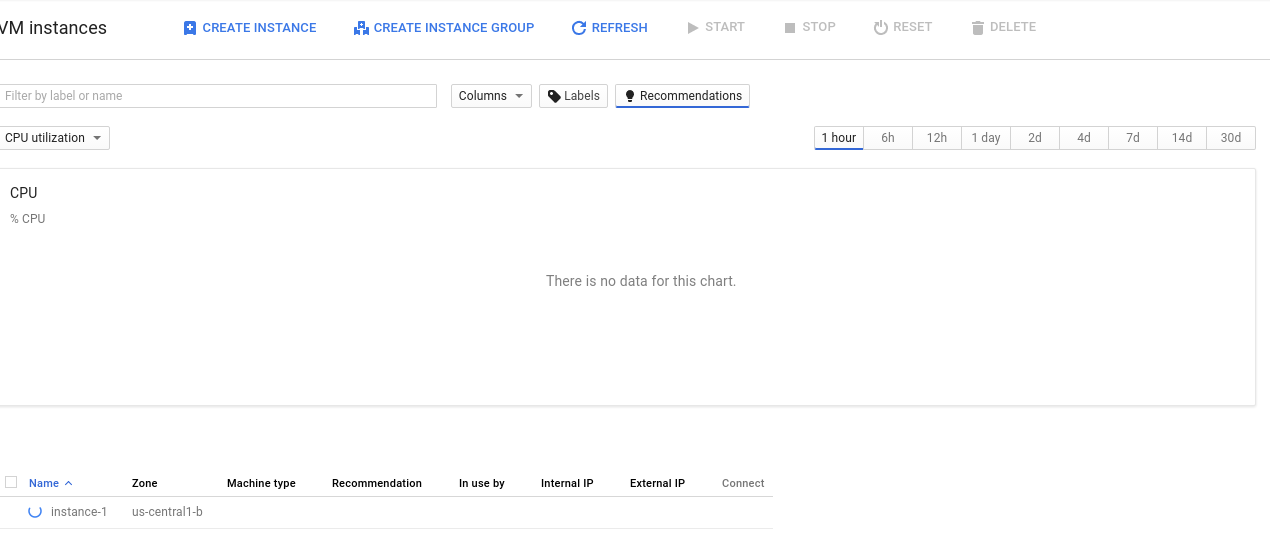 VM instances CREATE INSTANCE CREATE INSTANCE GROUP REFRESH START STOP RESET DELETE
Filter by label or name Columns Labels Recommendations
CPU utilization 1 hour 6h 12h 1 day 2d 4d 7d 14d 30d
CPU
% CPU
There is no data for this chart.
Name Zone Machine type Recommendation In use by Internal IP External IP Connect
instance-1 us-central1-b